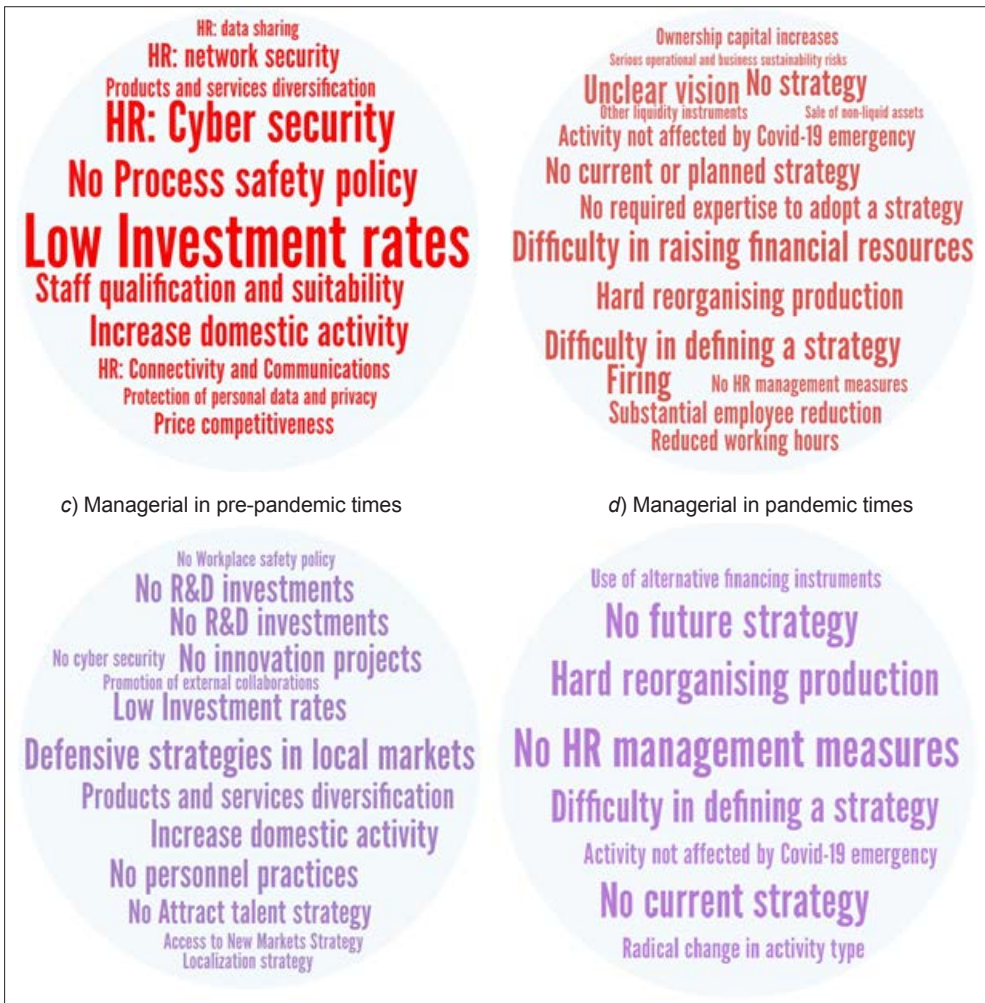 HR: data sharing
HR: network security
Products and services diversification
HR: Cyber security
No Process safety policy
Low Investment rates
Staff qualification and suitability
Increase domestic activity
HR: Connectivity and Communications
Protection of personal data and privacy
Price competitiveness
Ownership capital increases
Serious operational and business sustainability risks
Unclear vision No strategy
Other liquidity instruments Sale of non-liquid assets
Activity not affected by Covid-19 emergency
No current or planned strategy
No required expertise to adopt a strategy
Difficulty in raising financial resources
Hard reorganising production
Difficulty in defining a strategy
Firing No HR management measures
Substantial employee reduction
Reduced working hours
c) Managerial in pre-pandemic times
d) Managerial in pandemic times
No Workplace safety policy
No R&D investments
No R&D investments
No cyber security No innovation projects
Promotion of external collaborations
Low Investment rates
Defensive strategies in local markets
Products and services diversification
Increase domestic activity
No personnel practices
No Attract talent strategy
Access to New Markets Strategy
Localization strategy
Use of alternative financing instruments
No future strategy
Hard reorganising production
No HR management measures
Difficulty in defining a strategy
Activity not affected by Covid-19 emergency
No current strategy
Radical change in activity type